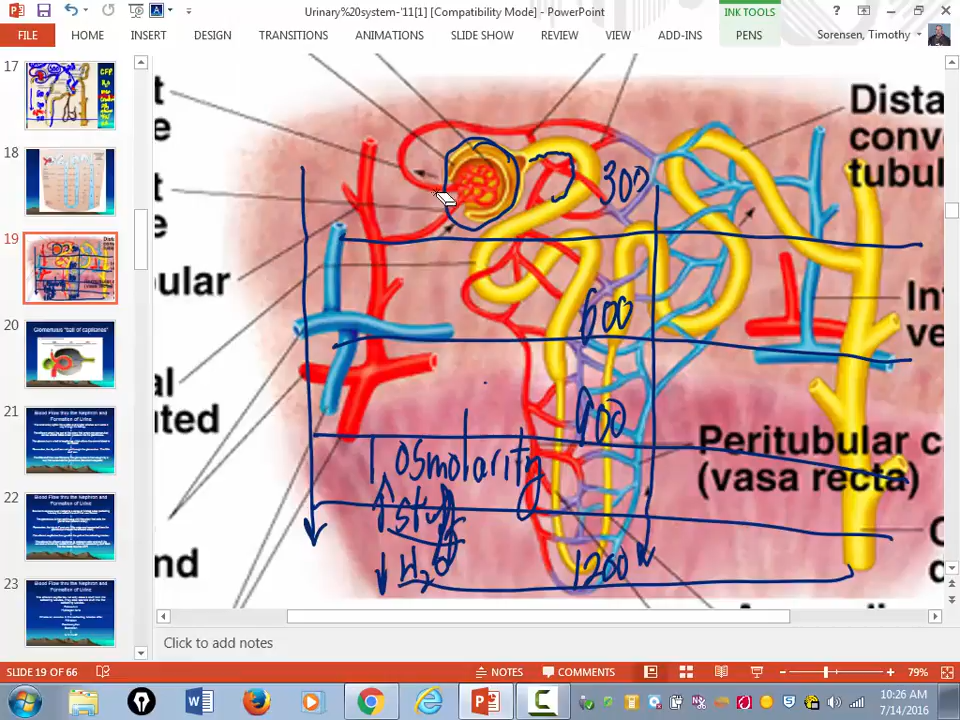 Urinary%20system-'11[1] [Compatibility Mode] - PowerPoint
INK TOOLS
FILE
HOME
INSERT
DESIGN
TRANSITIONS
ANIMATIONS
SLIDE SHOW
REVIEW
VIEW
ADD-INS
PENS
Sorensen, Timothy
17
18
19
20
Glomerulus "ball of capillaries"
21
Blood Flow thru the Nephron and
Formation of Urine
22
Blood Flow thru the Nephron and
Formation of Urine
23
Blood Flow thru the Nephron and
Formation of Urine
t
e
t
e
ular
al
uted
nd
Dista
conv
tubul
Int
ve
Peritubular c
(vasa recta)
C
d
300
600
900
1200
Osmolarity
↑ Stuff
↓ H2O
Click to add notes
SLIDE 19 OF 66
NOTES
COMMENTS
79%
10:26 AM
7/14/2016